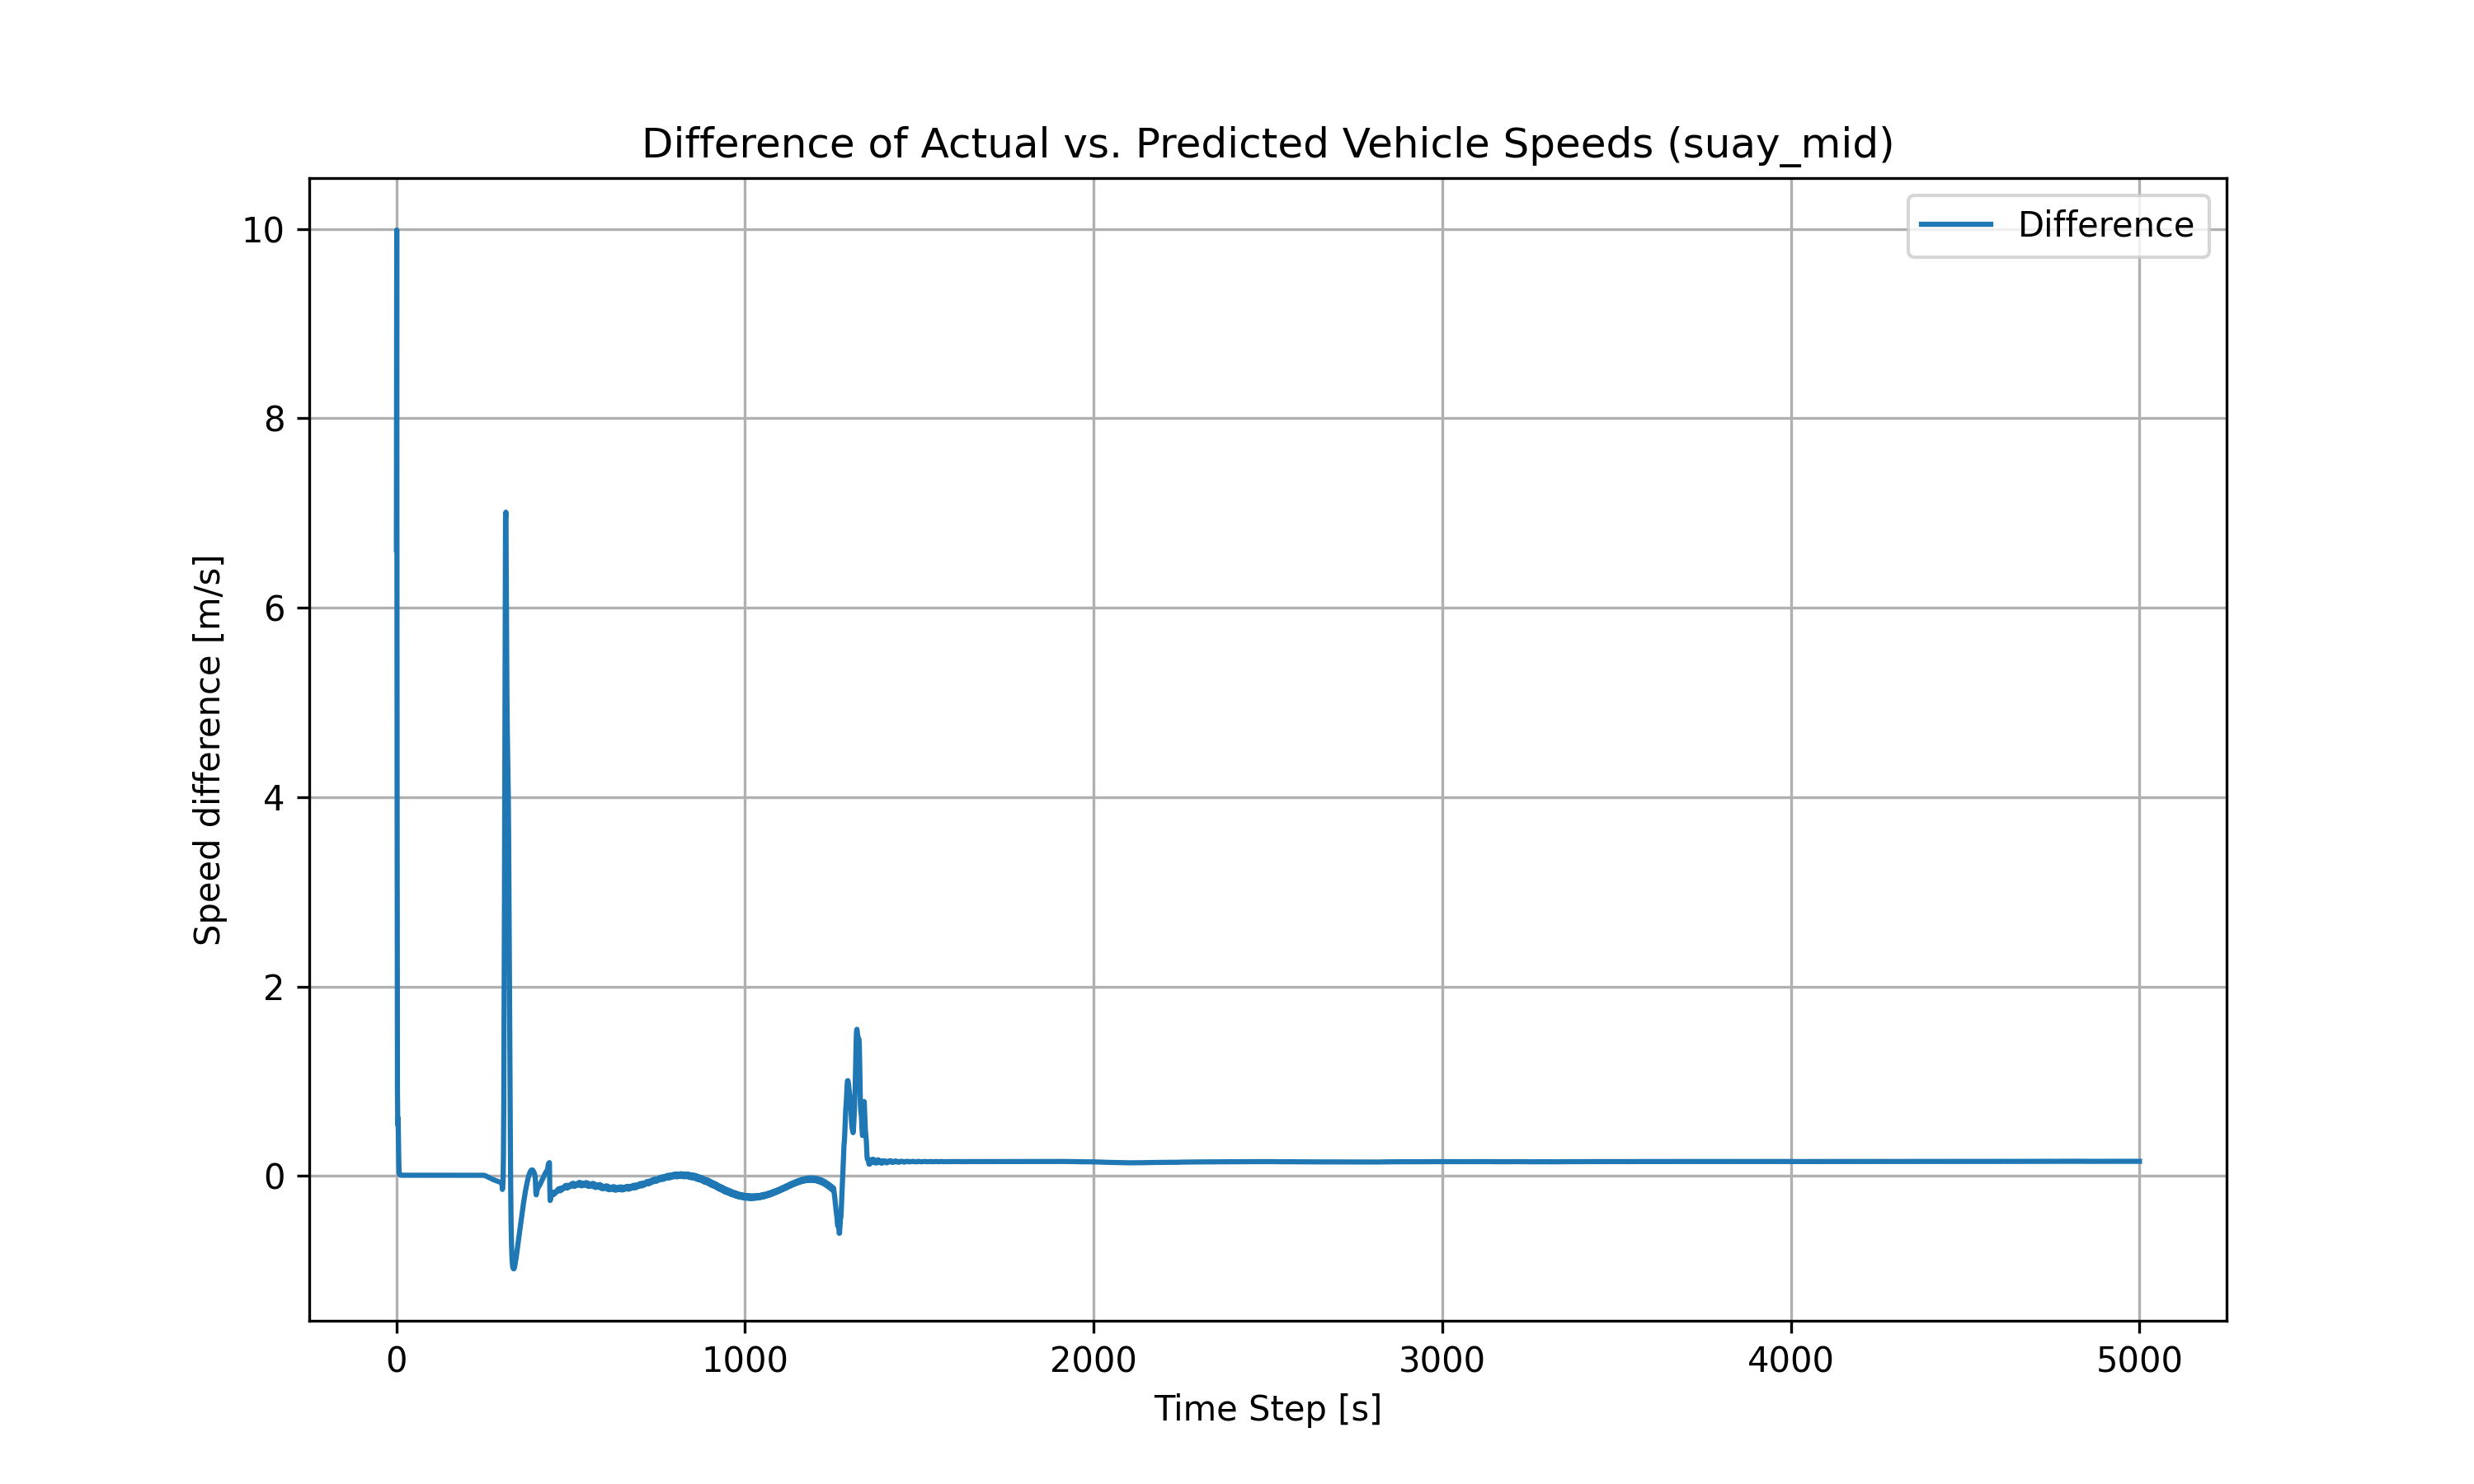 Difference of Actual vs. Predicted Vehicle Speeds (suay_mid)
Difference
10
8
6
4
2
0
Speed difference [m/s]
0 1000 2000 3000 4000 5000
Time Step [s]